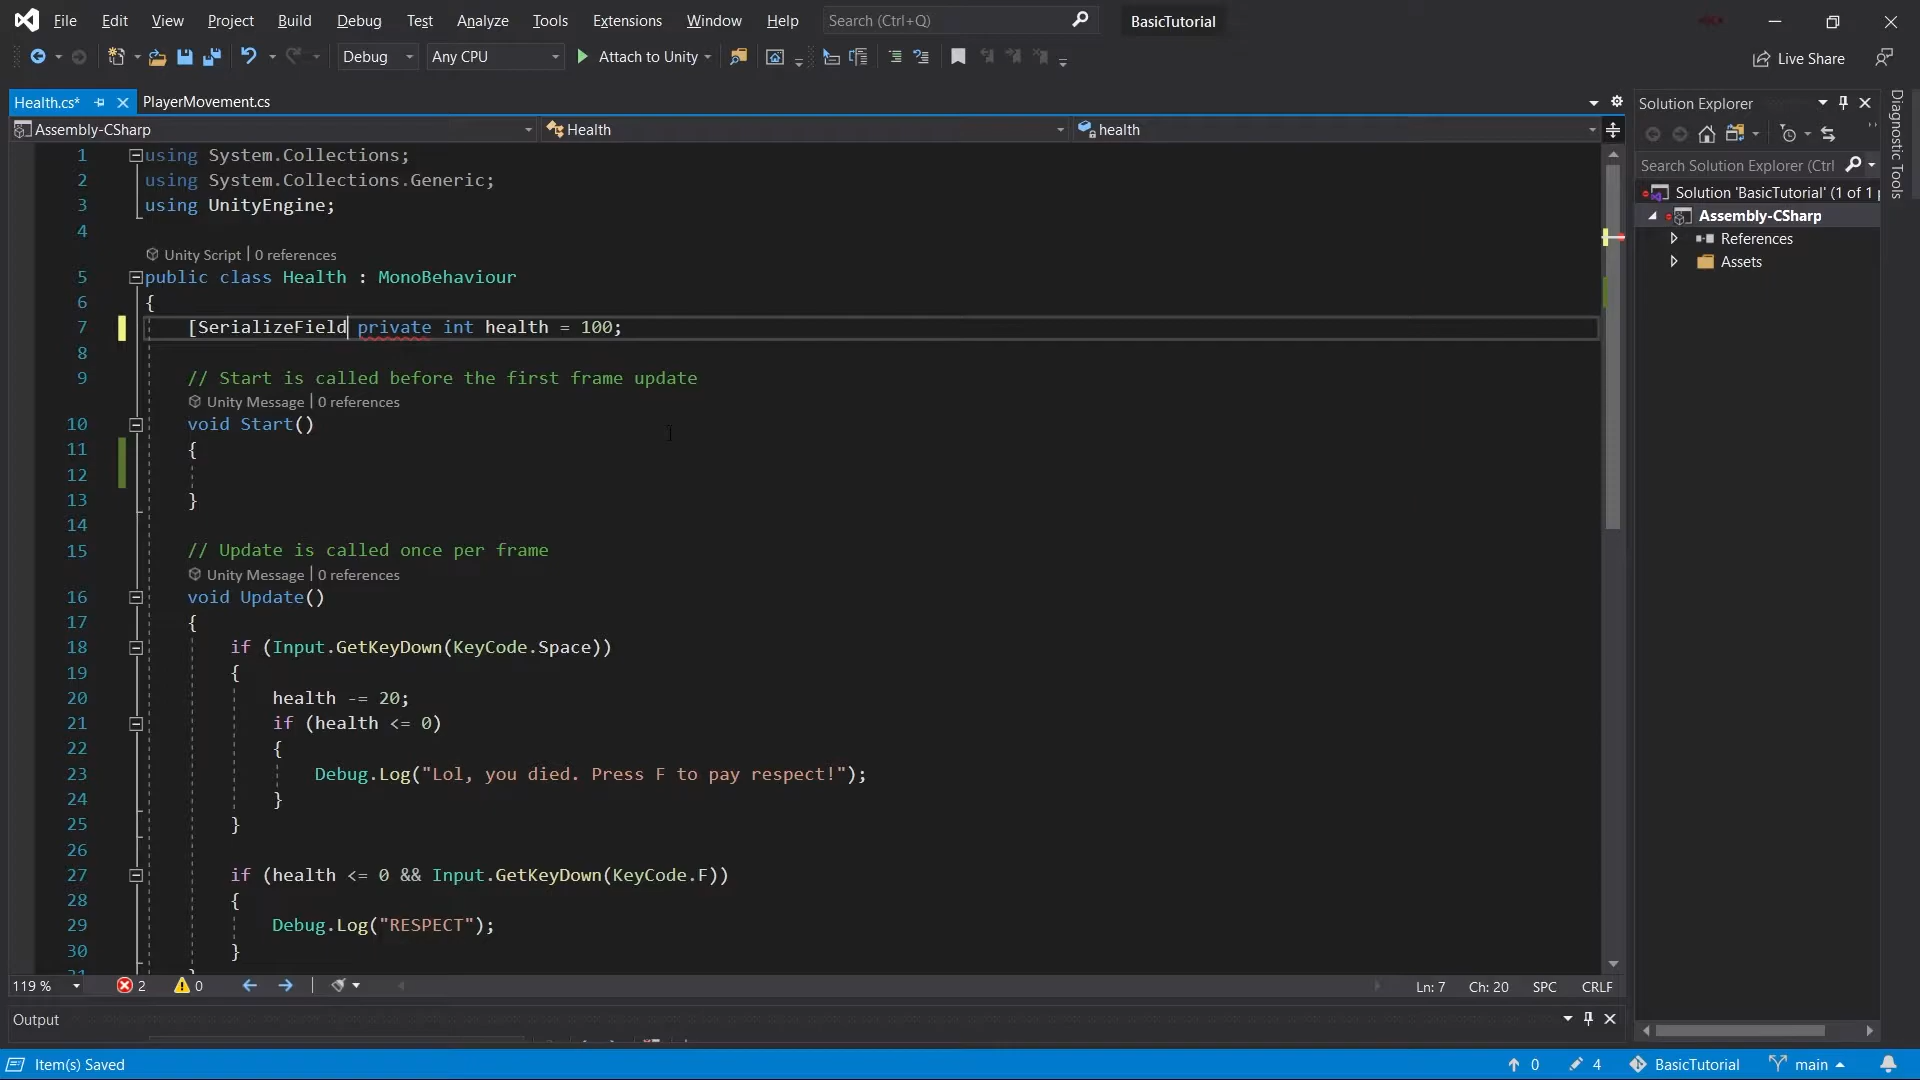 File Edit View Project Build Debug Test Analyze Tools Extensions Window Help Search (Ctrl+Q) BasicTutorial
Debug Any CPU Attach to Unity Live Share
Health.cs* PlayerMovement.cs Solution Explorer
Assembly-CSharp Health health
Search Solution Explorer (Ctrl
Solution 'BasicTutorial' (1 of 1
Assembly-CSharp
References
Assets
Diagnostic Tools
1 using System.Collections;
2 using System.Collections.Generic;
3 using UnityEngine;
4
Unity Script | 0 references
5 public class Health : MonoBehaviour
6 {
7 [SerializeField private int health = 100;
8
9 // Start is called before the first frame update
Unity Message | 0 references
10 void Start()
11 {
12
13 }
14
15 // Update is called once per frame
Unity Message | 0 references
16 void Update()
17 {
18 if (Input.GetKeyDown(KeyCode.Space))
19 {
20 health -= 20;
21 if (health <= 0)
22 {
23 Debug.Log("Lol, you died. Press F to pay respect!");
24 }
25 }
26
27 if (health <= 0 && Input.GetKeyDown(KeyCode.F))
28 {
29 Debug.Log("RESPECT");
30 }
119 % 2 0 Ln: 7 Ch: 20 SPC CRLF
Output
Item(s) Saved 0 4 BasicTutorial main